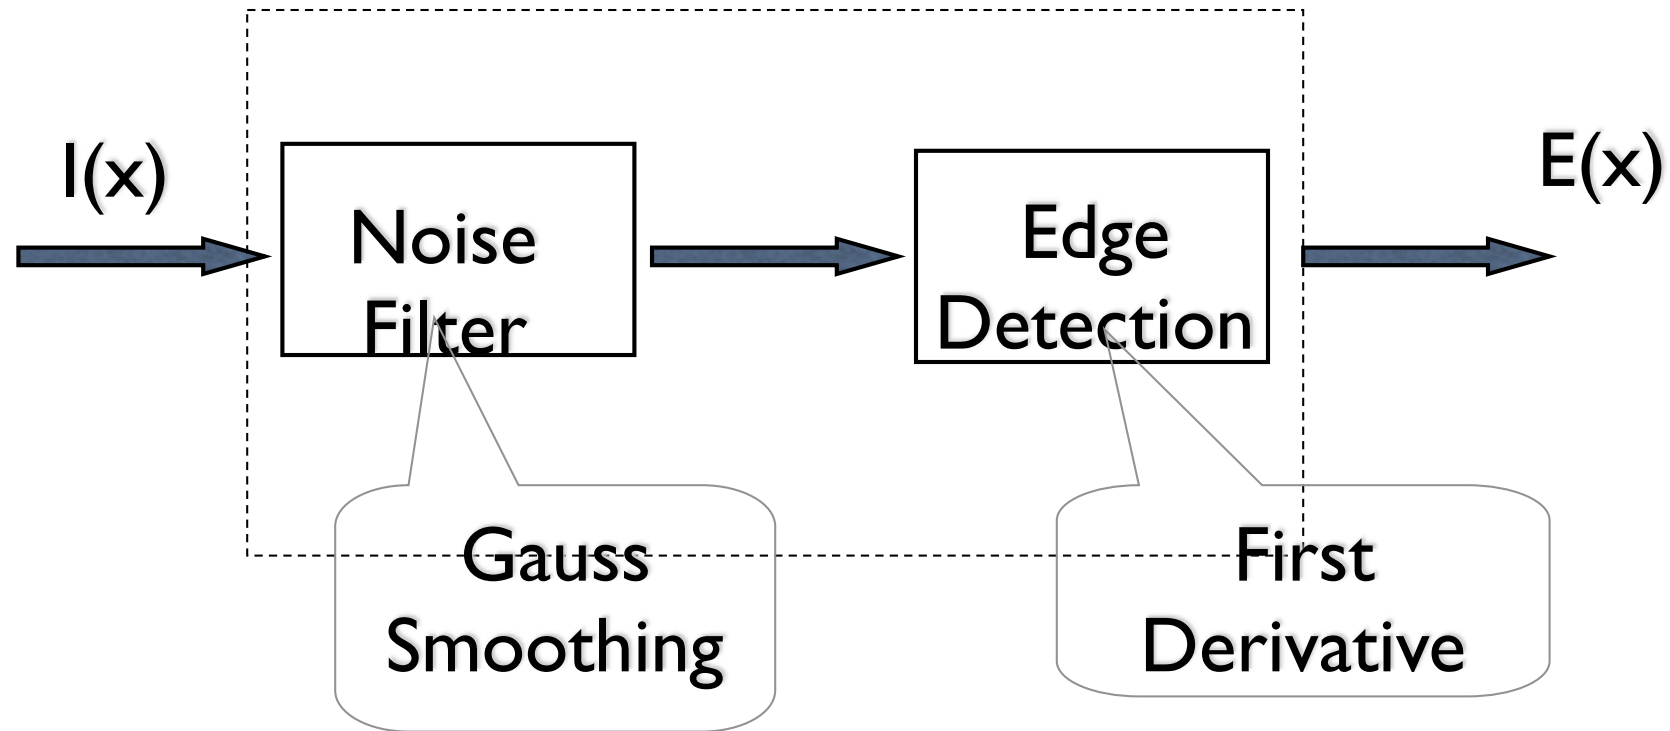 I(x)
Noise
Filter
Edge
Detection
E(x)
Gauss
Smoothing
First
Derivative